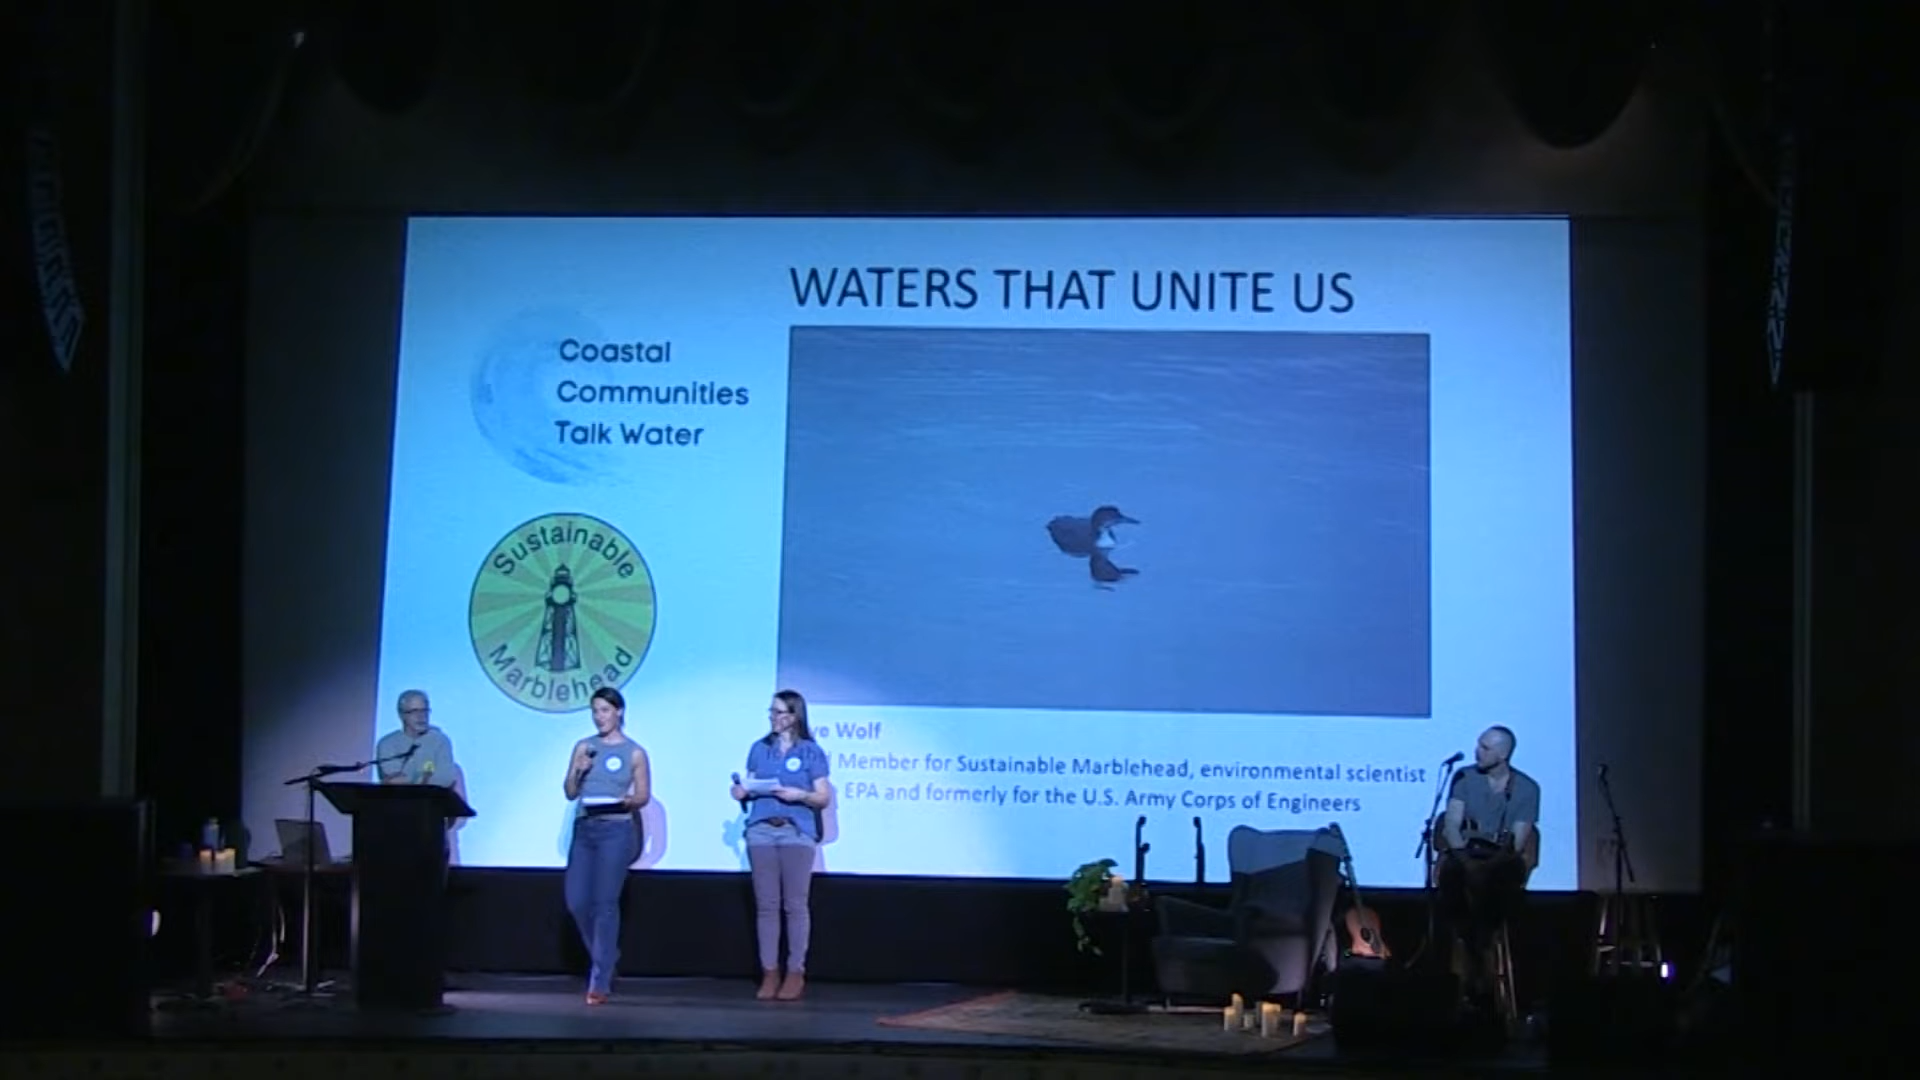 WATERS THAT UNITE US
Coastal
Communities
Talk Water
Sustainable
Marblehead
Wolf
Member for Sustainable Marblehead, environmental scientist
EPA and formerly for the U.S. Army Corps of Engineers